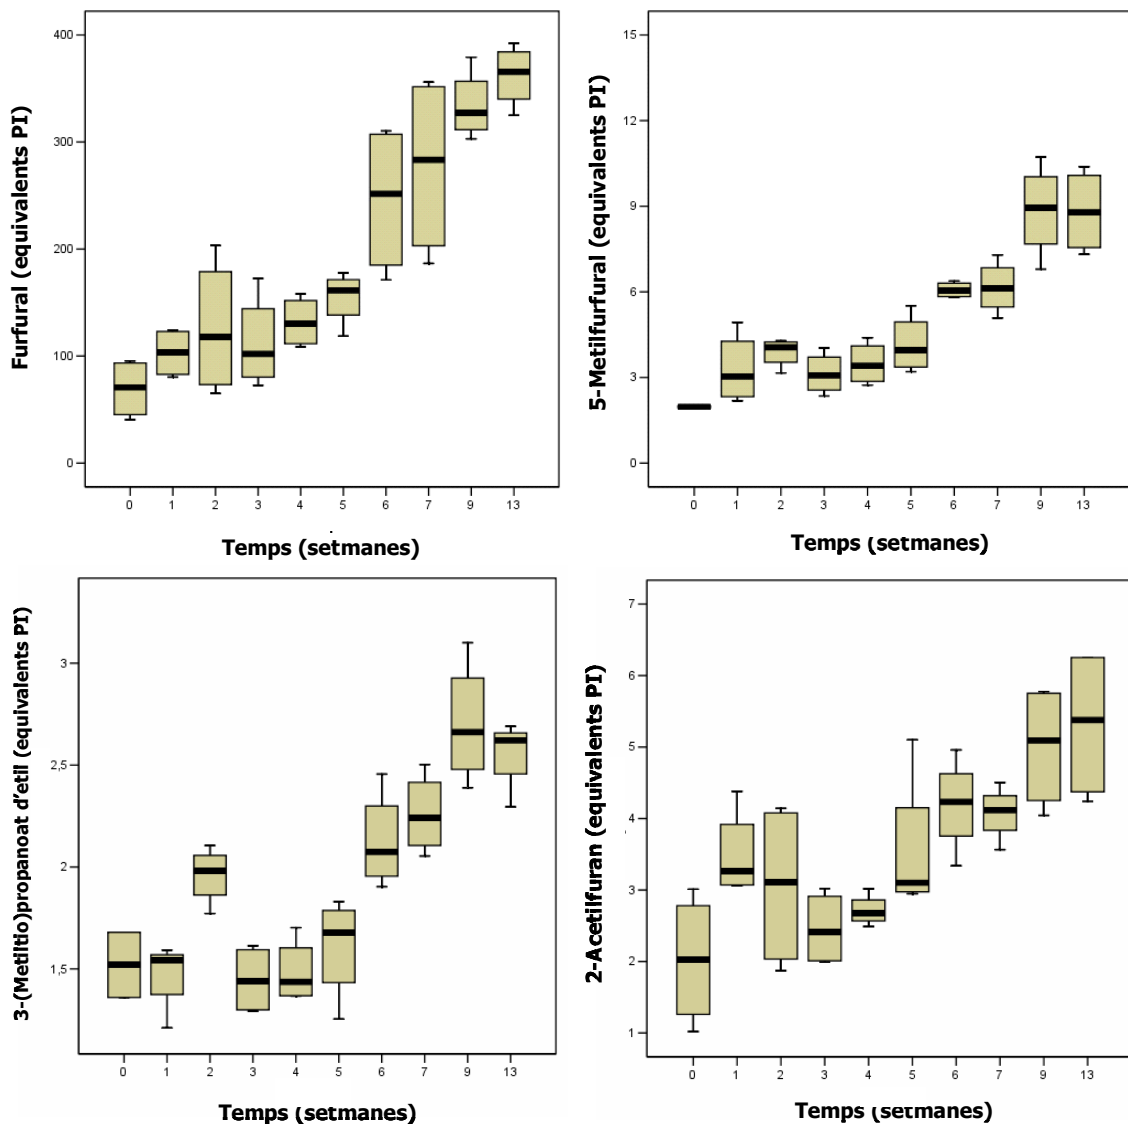 Furfural (equivalents PI)
400
300
200
100
0
0 1 2 3 4 5 6 7 9 13
Temps (setmanes)
5-Metilfurfural (equivalents PI)
15
12
9
6
3
0
0 1 2 3 4 5 6 7 9 13
Temps (setmanes)
3-(Metiltio)propanoat d'etil (equivalents PI)
3
2,5
2
1,5
0 1 2 3 4 5 6 7 9 13
Temps (setmanes)
2-Acetilfuran (equivalents PI)
7
6
5
4
3
2
1
0 1 2 3 4 5 6 7 9 13
Temps (setmanes)